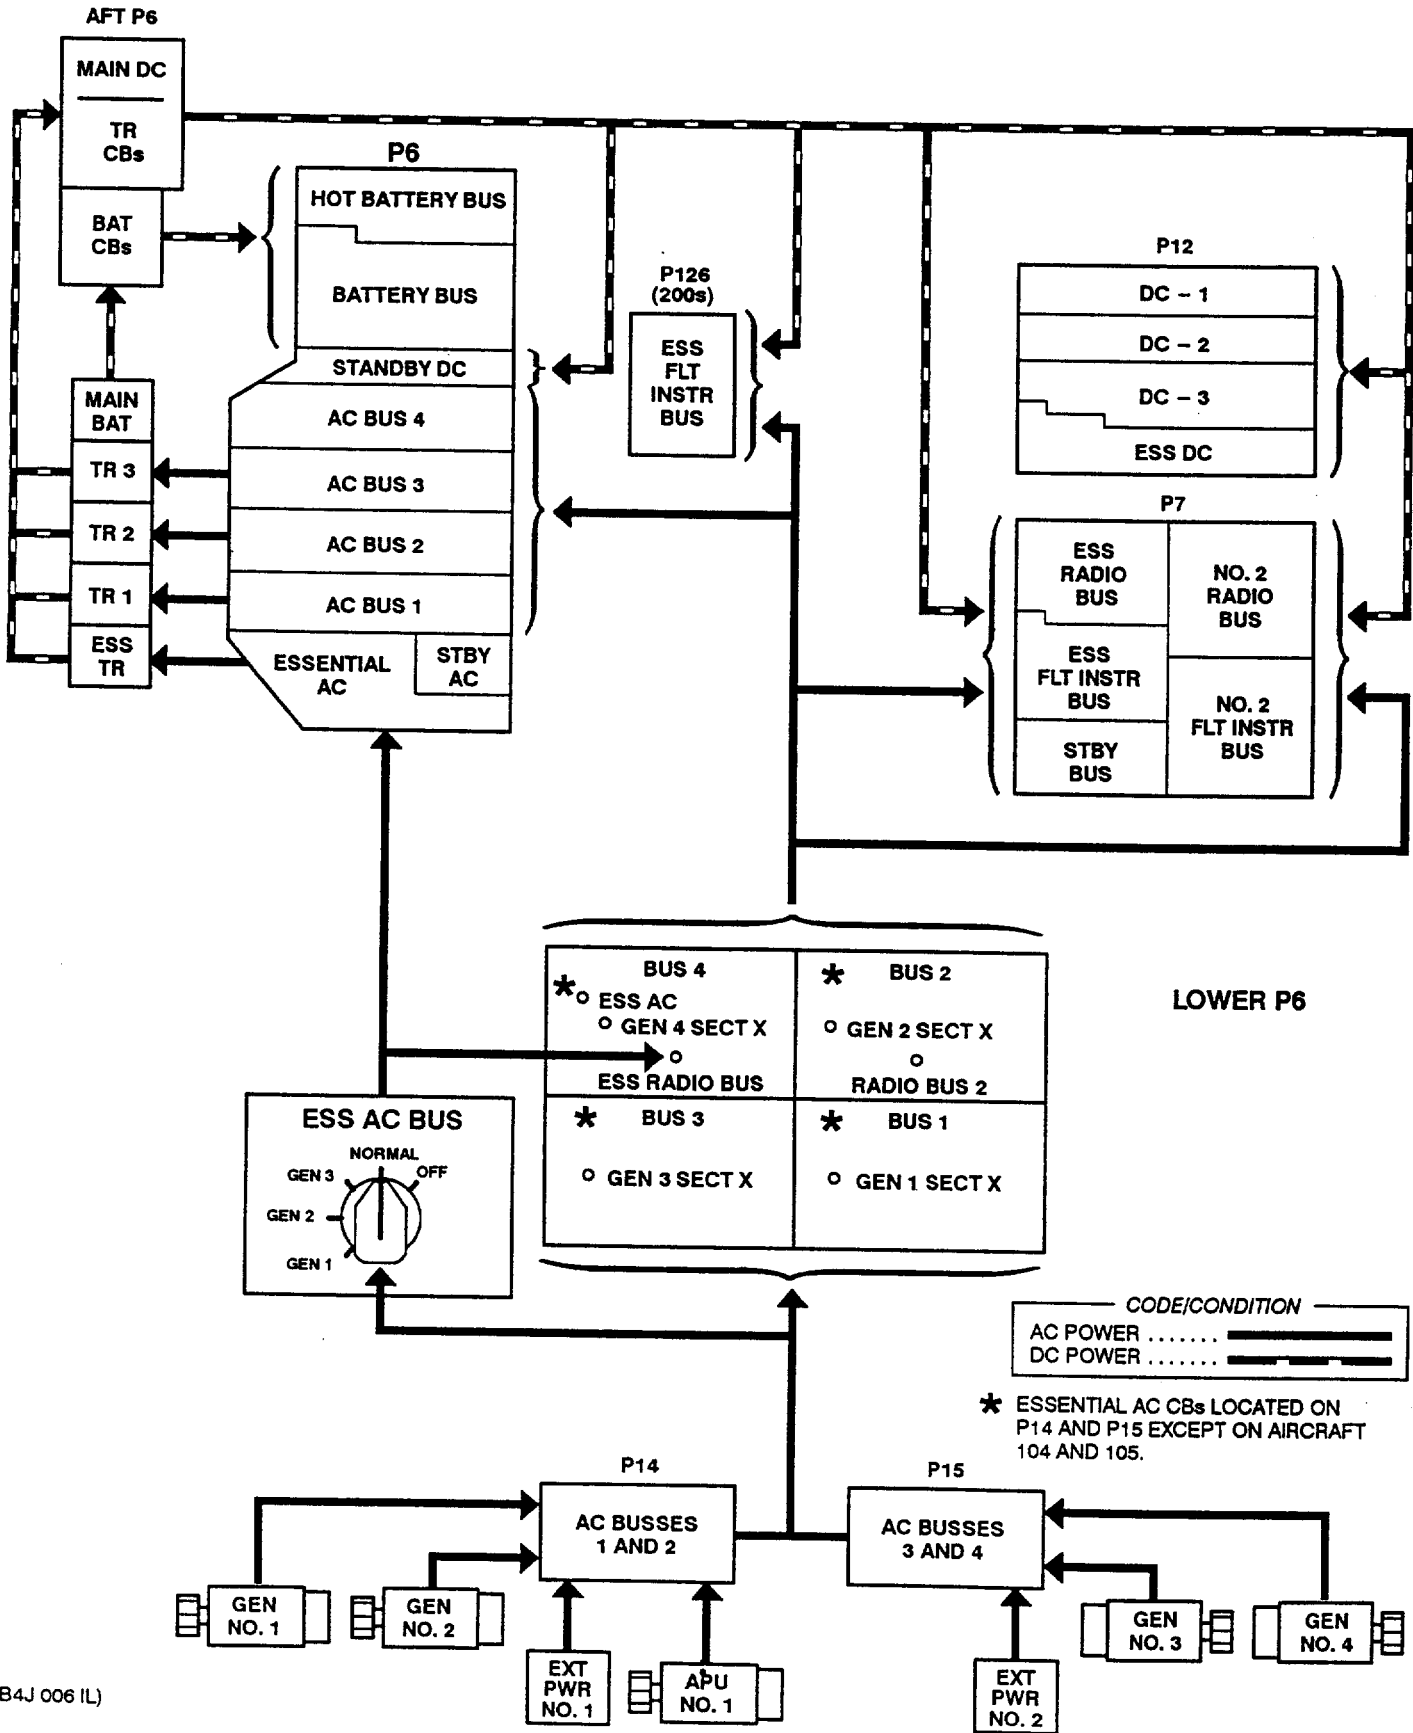 AFT P6
MAIN DC
TR
CBs
BAT
CBs
MAIN
BAT
TR 3
TR 2
TR 1
ESS
TR
P6
HOT BATTERY BUS
BATTERY BUS
STANDBY DC
AC BUS 4
AC BUS 3
AC BUS 2
AC BUS 1
ESSENTIAL
AC
STBY
AC
P126
(200s)
ESS
FLT
INSTR
BUS
P12
DC – 1
DC – 2
DC – 3
ESS DC
P7
ESS
RADIO
BUS
ESS
FLT INSTR
BUS
STBY
BUS
NO. 2
RADIO
BUS
NO. 2
FLT INSTR
BUS
BUS 4
* ESS AC
GEN 4 SECT X
ESS RADIO BUS
* BUS 2
GEN 2 SECT X
RADIO BUS 2
* BUS 3
GEN 3 SECT X
* BUS 1
GEN 1 SECT X
LOWER P6
ESS AC BUS
NORMAL
GEN 3
OFF
GEN 2
GEN 1
CODE/CONDITION
AC POWER .......
DC POWER .......
* ESSENTIAL AC CBs LOCATED ON
P14 AND P15 EXCEPT ON AIRCRAFT
104 AND 105.
P14
AC BUSSES
1 AND 2
P15
AC BUSSES
3 AND 4
GEN
NO. 1
GEN
NO. 2
EXT
PWR
NO. 1
APU
NO. 1
EXT
PWR
NO. 2
GEN
NO. 3
GEN
NO. 4
B4J 006 IL)